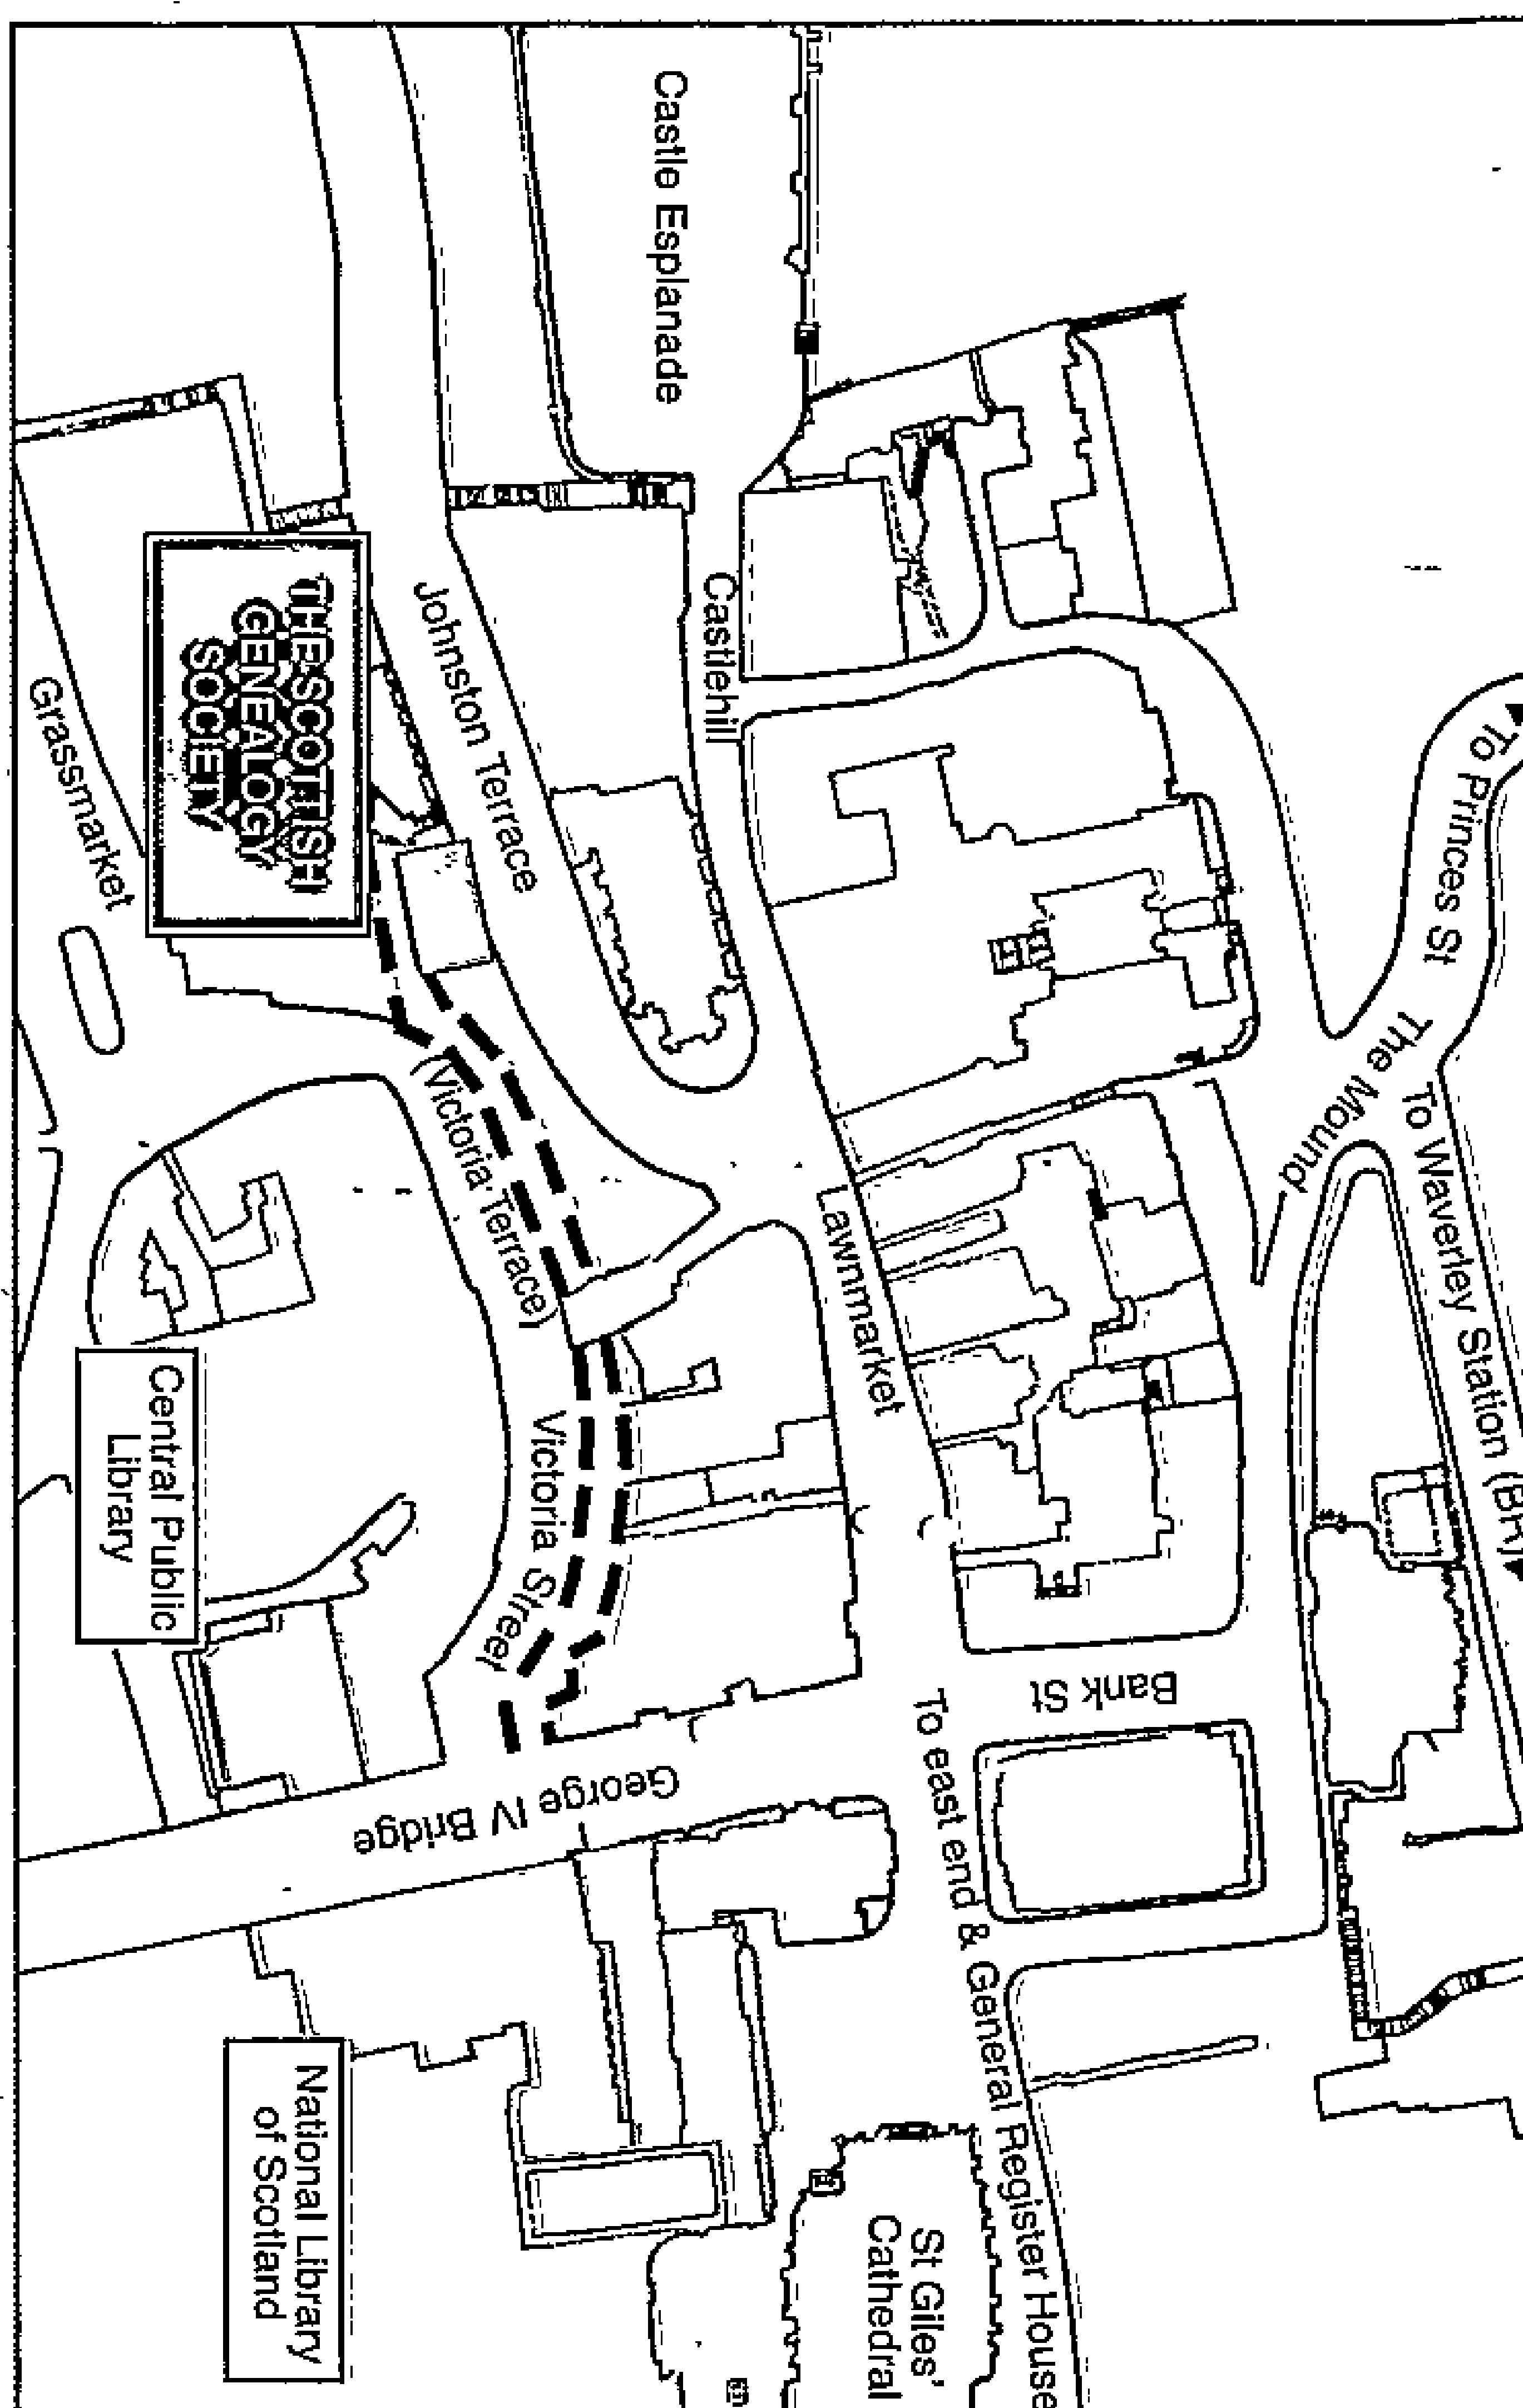 To Princes St
The Mound
To Waverley Station (BR)
Castle Esplanade
Castlehill
Johnston Terrace
Lawnmarket
Bank St
To east end & General Register House
St Giles'
Cathedral
THE SCOTTISH
GENEALOGY
SOCIETY
Grassmarket
(Victoria Terrace)
Victoria Street
George IV Bridge
Central Public
Library
National Library
of Scotland